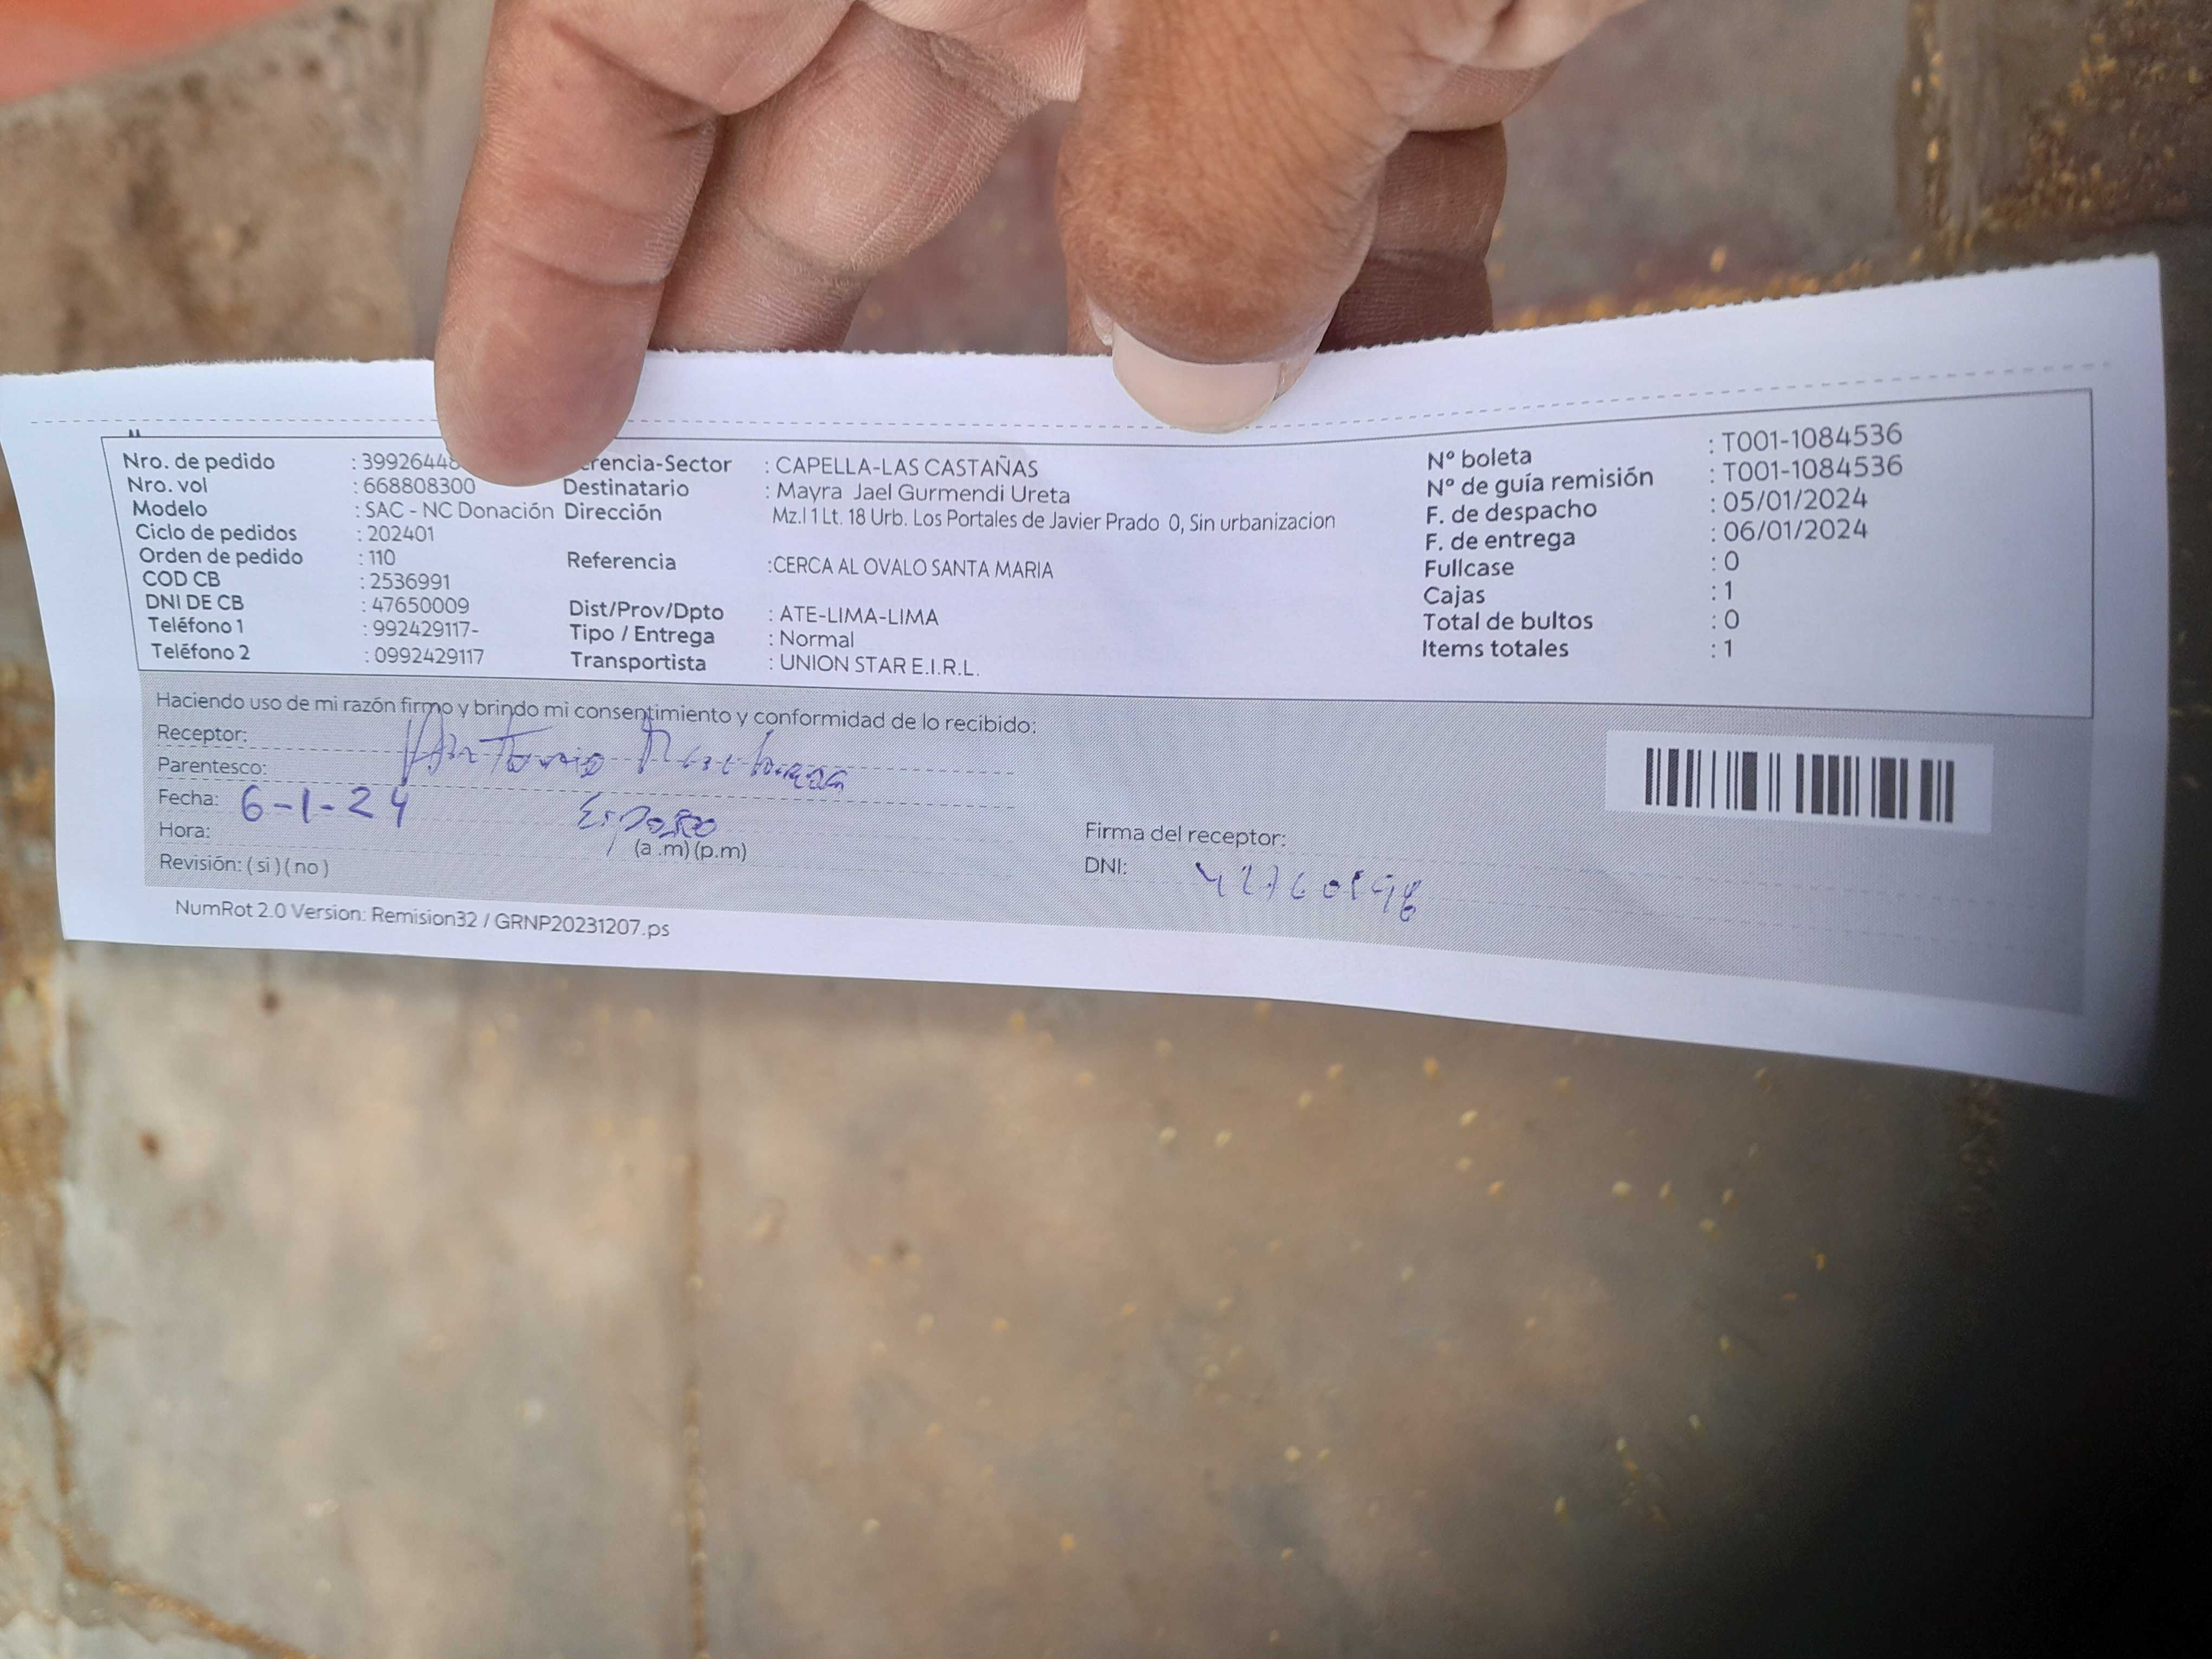 Nro. de pedido : 39926448
Nro. vol : 668808300
Modelo : SAC - NC Donación
Ciclo de pedidos : 202401
Orden de pedido : 110
COD CB : 2536991
DNI DE CB : 47650009
Teléfono 1 : 992429117-
Teléfono 2 : 0992429117
erencia-Sector : CAPELLA-LAS CASTAÑAS
Destinatario : Mayra Jael Gurmendi Ureta
Dirección Mz.I 1 Lt. 18 Urb. Los Portales de Javier Prado 0, Sin urbanizacion
Referencia :CERCA AL OVALO SANTA MARIA
Dist/Prov/Dpto : ATE-LIMA-LIMA
Tipo / Entrega : Normal
Transportista : UNION STAR E.I.R.L.
Nº boleta : T001-1084536
Nº de guía remisión : T001-1084536
F. de despacho : 05/01/2024
F. de entrega : 06/01/2024
Fullcase : 0
Cajas : 1
Total de bultos : 0
Items totales : 1
Haciendo uso de mi razón firmo y brindo mi consentimiento y conformidad de lo recibido:
Receptor: Antonio
Parentesco: Esposo
Fecha: 6-1-24
Hora: (a .m) (p.m)
Revisión: ( si ) ( no )
Firma del receptor:
DNI:
NumRot 2.0 Version: Remision32 / GRNP20231207.ps